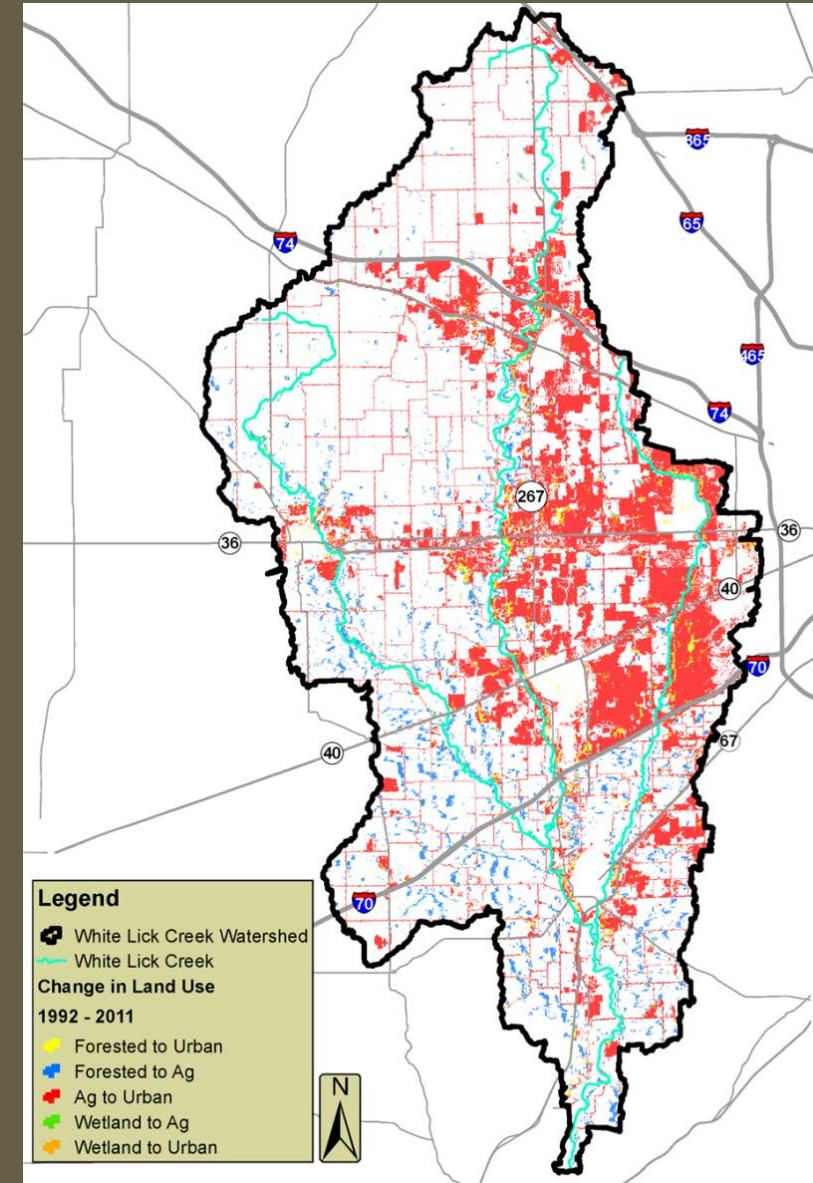 865
65
74
465
74
267
36
36
40
70
67
40
70
Legend
White Lick Creek Watershed
White Lick Creek
Change in Land Use
1992 - 2011
Forested to Urban
Forested to Ag
Ag to Urban
Wetland to Ag
Wetland to Urban
N